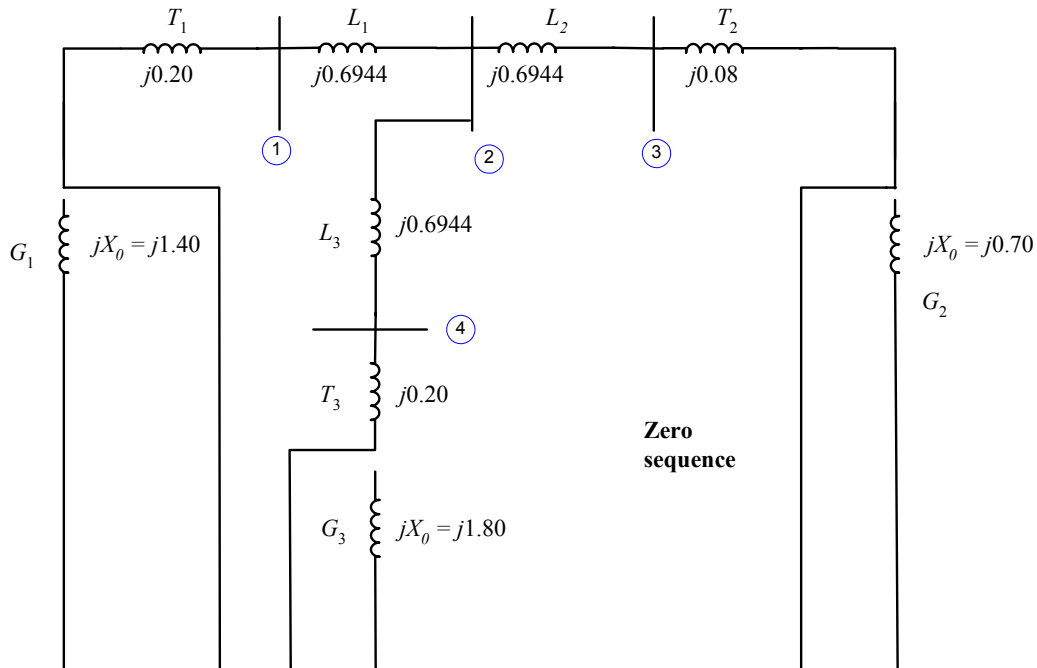 T₁ L₁ L₂ T₂
j0.20 j0.6944 j0.6944 j0.08
1 2 3
L₃ j0.6944
G₁ jX₀ = j1.40 jX₀ = j0.70
G₂
4
T₃ j0.20
Zero
sequence
G₃ jX₀ = j1.80